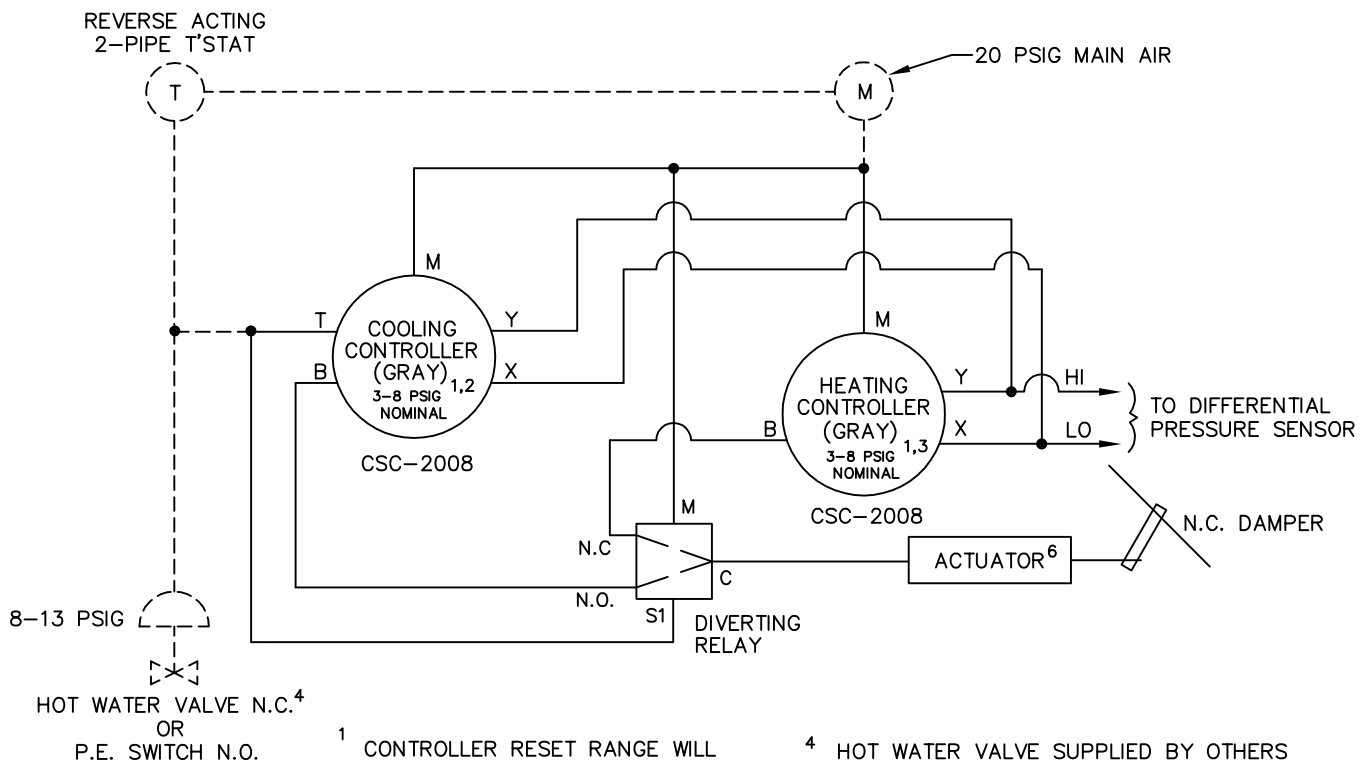 REVERSE ACTING
2-PIPE T'STAT
20 PSIG MAIN AIR
T
M
M
T
Y
COOLING
CONTROLLER
(GRAY) 1,2
3-8 PSIG
NOMINAL
B
X
CSC-2008
M
Y
HI
HEATING
CONTROLLER
(GRAY) 1,3
3-8 PSIG
NOMINAL
B
X
LO
TO DIFFERENTIAL
PRESSURE SENSOR
CSC-2008
M
N.C
N.O.
C
S1
DIVERTING
RELAY
ACTUATOR 6
N.C. DAMPER
8-13 PSIG
HOT WATER VALVE N.C. 4
OR
P.E. SWITCH N.O.
1 CONTROLLER RESET RANGE WILL
4 HOT WATER VALVE SUPPLIED BY OTHERS